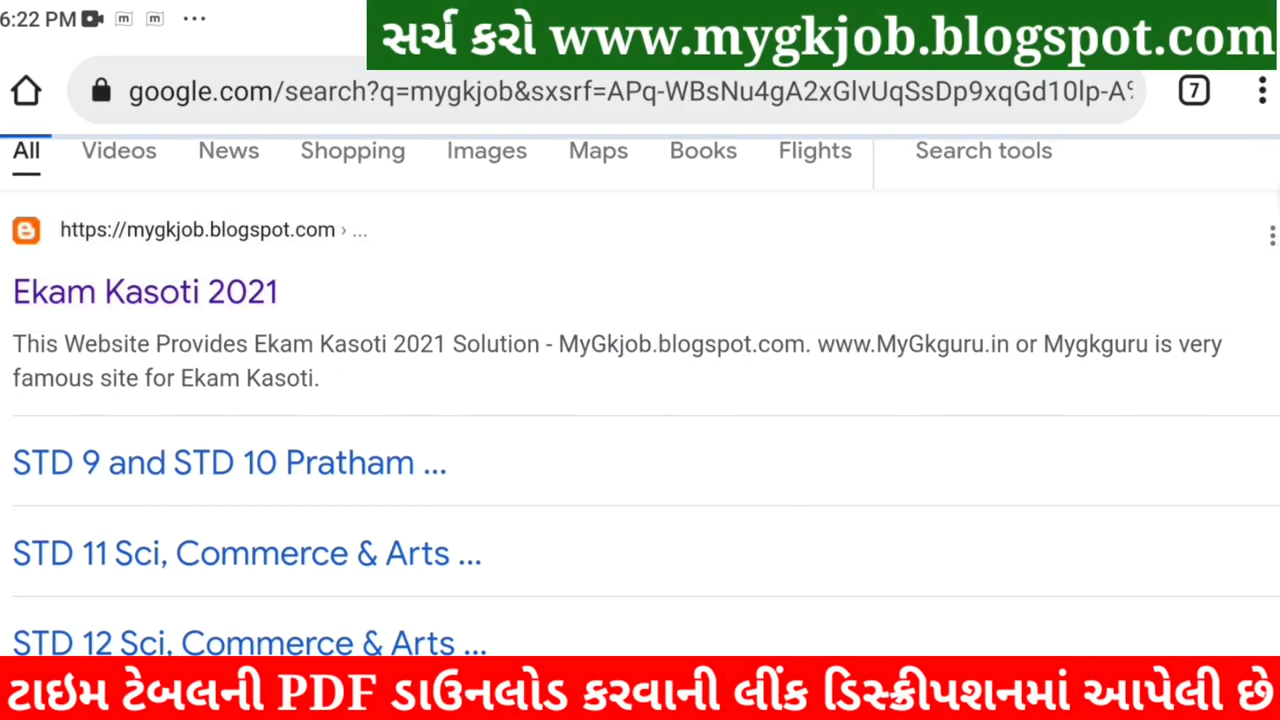 6:22 PM
સર્ચ કરો www.mygkjob.blogspot.com
google.com/search?q=mygkjob&sxsrf=APq-WBsNu4gA2xGlvUqSsDp9xqGd10lp-A
7
All Videos News Shopping Images Maps Books Flights Search tools
https://mygkjob.blogspot.com › ...
Ekam Kasoti 2021
This Website Provides Ekam Kasoti 2021 Solution - MyGkjob.blogspot.com. www.MyGkguru.in or Mygkguru is very
famous site for Ekam Kasoti.
STD 9 and STD 10 Pratham ...
STD 11 Sci, Commerce & Arts ...
STD 12 Sci, Commerce & Arts ...
ટાઇમ ટેબલની PDF ડાઉનલોડ કરવાની લીંક ડિસ્ક્રીપશનમાં આપેલી છે